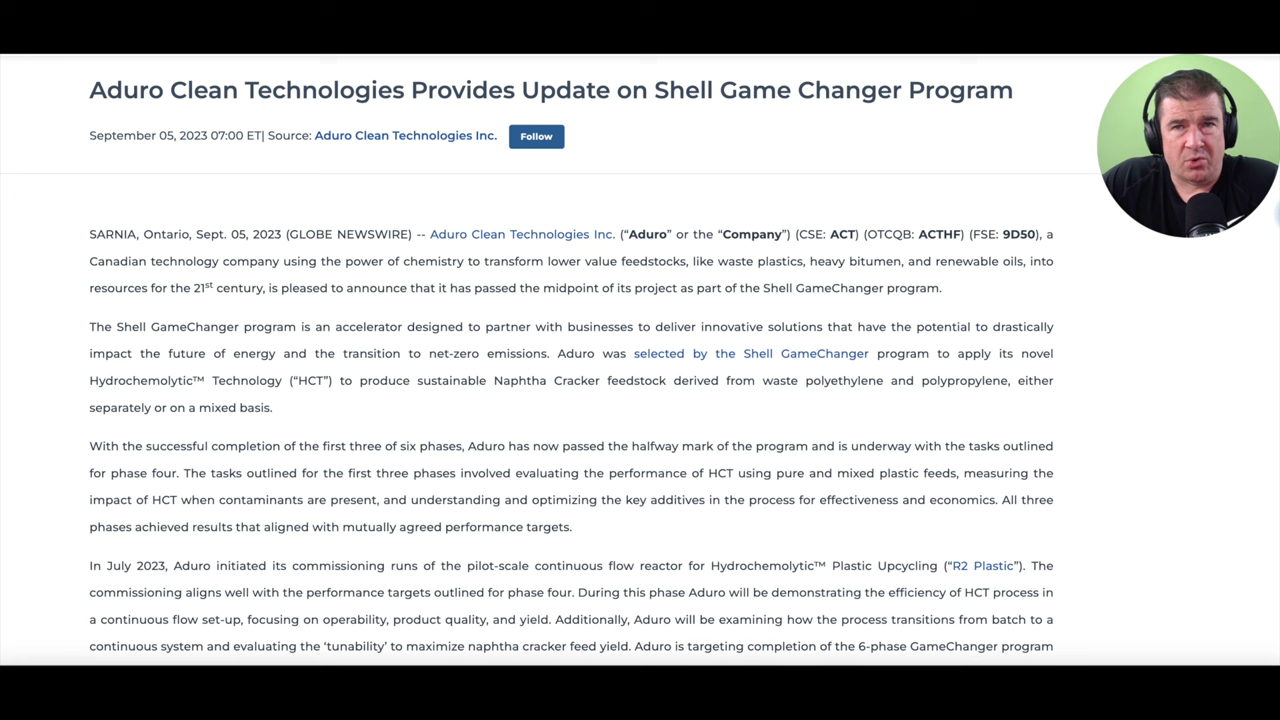 Aduro Clean Technologies Provides Update on Shell Game Changer Program
September 05, 2023 07:00 ET| Source: Aduro Clean Technologies Inc. Follow
SARNIA, Ontario, Sept. 05, 2023 (GLOBE NEWSWIRE) -- Aduro Clean Technologies Inc. (“Aduro” or the “Company”) (CSE: ACT) (OTCQB: ACTHF) (FSE: 9D50), a
Canadian technology company using the power of chemistry to transform lower value feedstocks, like waste plastics, heavy bitumen, and renewable oils, into
resources for the 21st century, is pleased to announce that it has passed the midpoint of its project as part of the Shell GameChanger program.
The Shell GameChanger program is an accelerator designed to partner with businesses to deliver innovative solutions that have the potential to drastically
impact the future of energy and the transition to net-zero emissions. Aduro was selected by the Shell GameChanger program to apply its novel
Hydrochemolytic™ Technology (“HCT”) to produce sustainable Naphtha Cracker feedstock derived from waste polyethylene and polypropylene, either
separately or on a mixed basis.
With the successful completion of the first three of six phases, Aduro has now passed the halfway mark of the program and is underway with the tasks outlined
for phase four. The tasks outlined for the first three phases involved evaluating the performance of HCT using pure and mixed plastic feeds, measuring the
impact of HCT when contaminants are present, and understanding and optimizing the key additives in the process for effectiveness and economics. All three
phases achieved results that aligned with mutually agreed performance targets.
In July 2023, Aduro initiated its commissioning runs of the pilot-scale continuous flow reactor for Hydrochemolytic™ Plastic Upcycling (“R2 Plastic”). The
commissioning aligns well with the performance targets outlined for phase four. During this phase Aduro will be demonstrating the efficiency of HCT process in
a continuous flow set-up, focusing on operability, product quality, and yield. Additionally, Aduro will be examining how the process transitions from batch to a
continuous system and evaluating the ‘tunability’ to maximize naphtha cracker feed yield. Aduro is targeting completion of the 6-phase GameChanger program